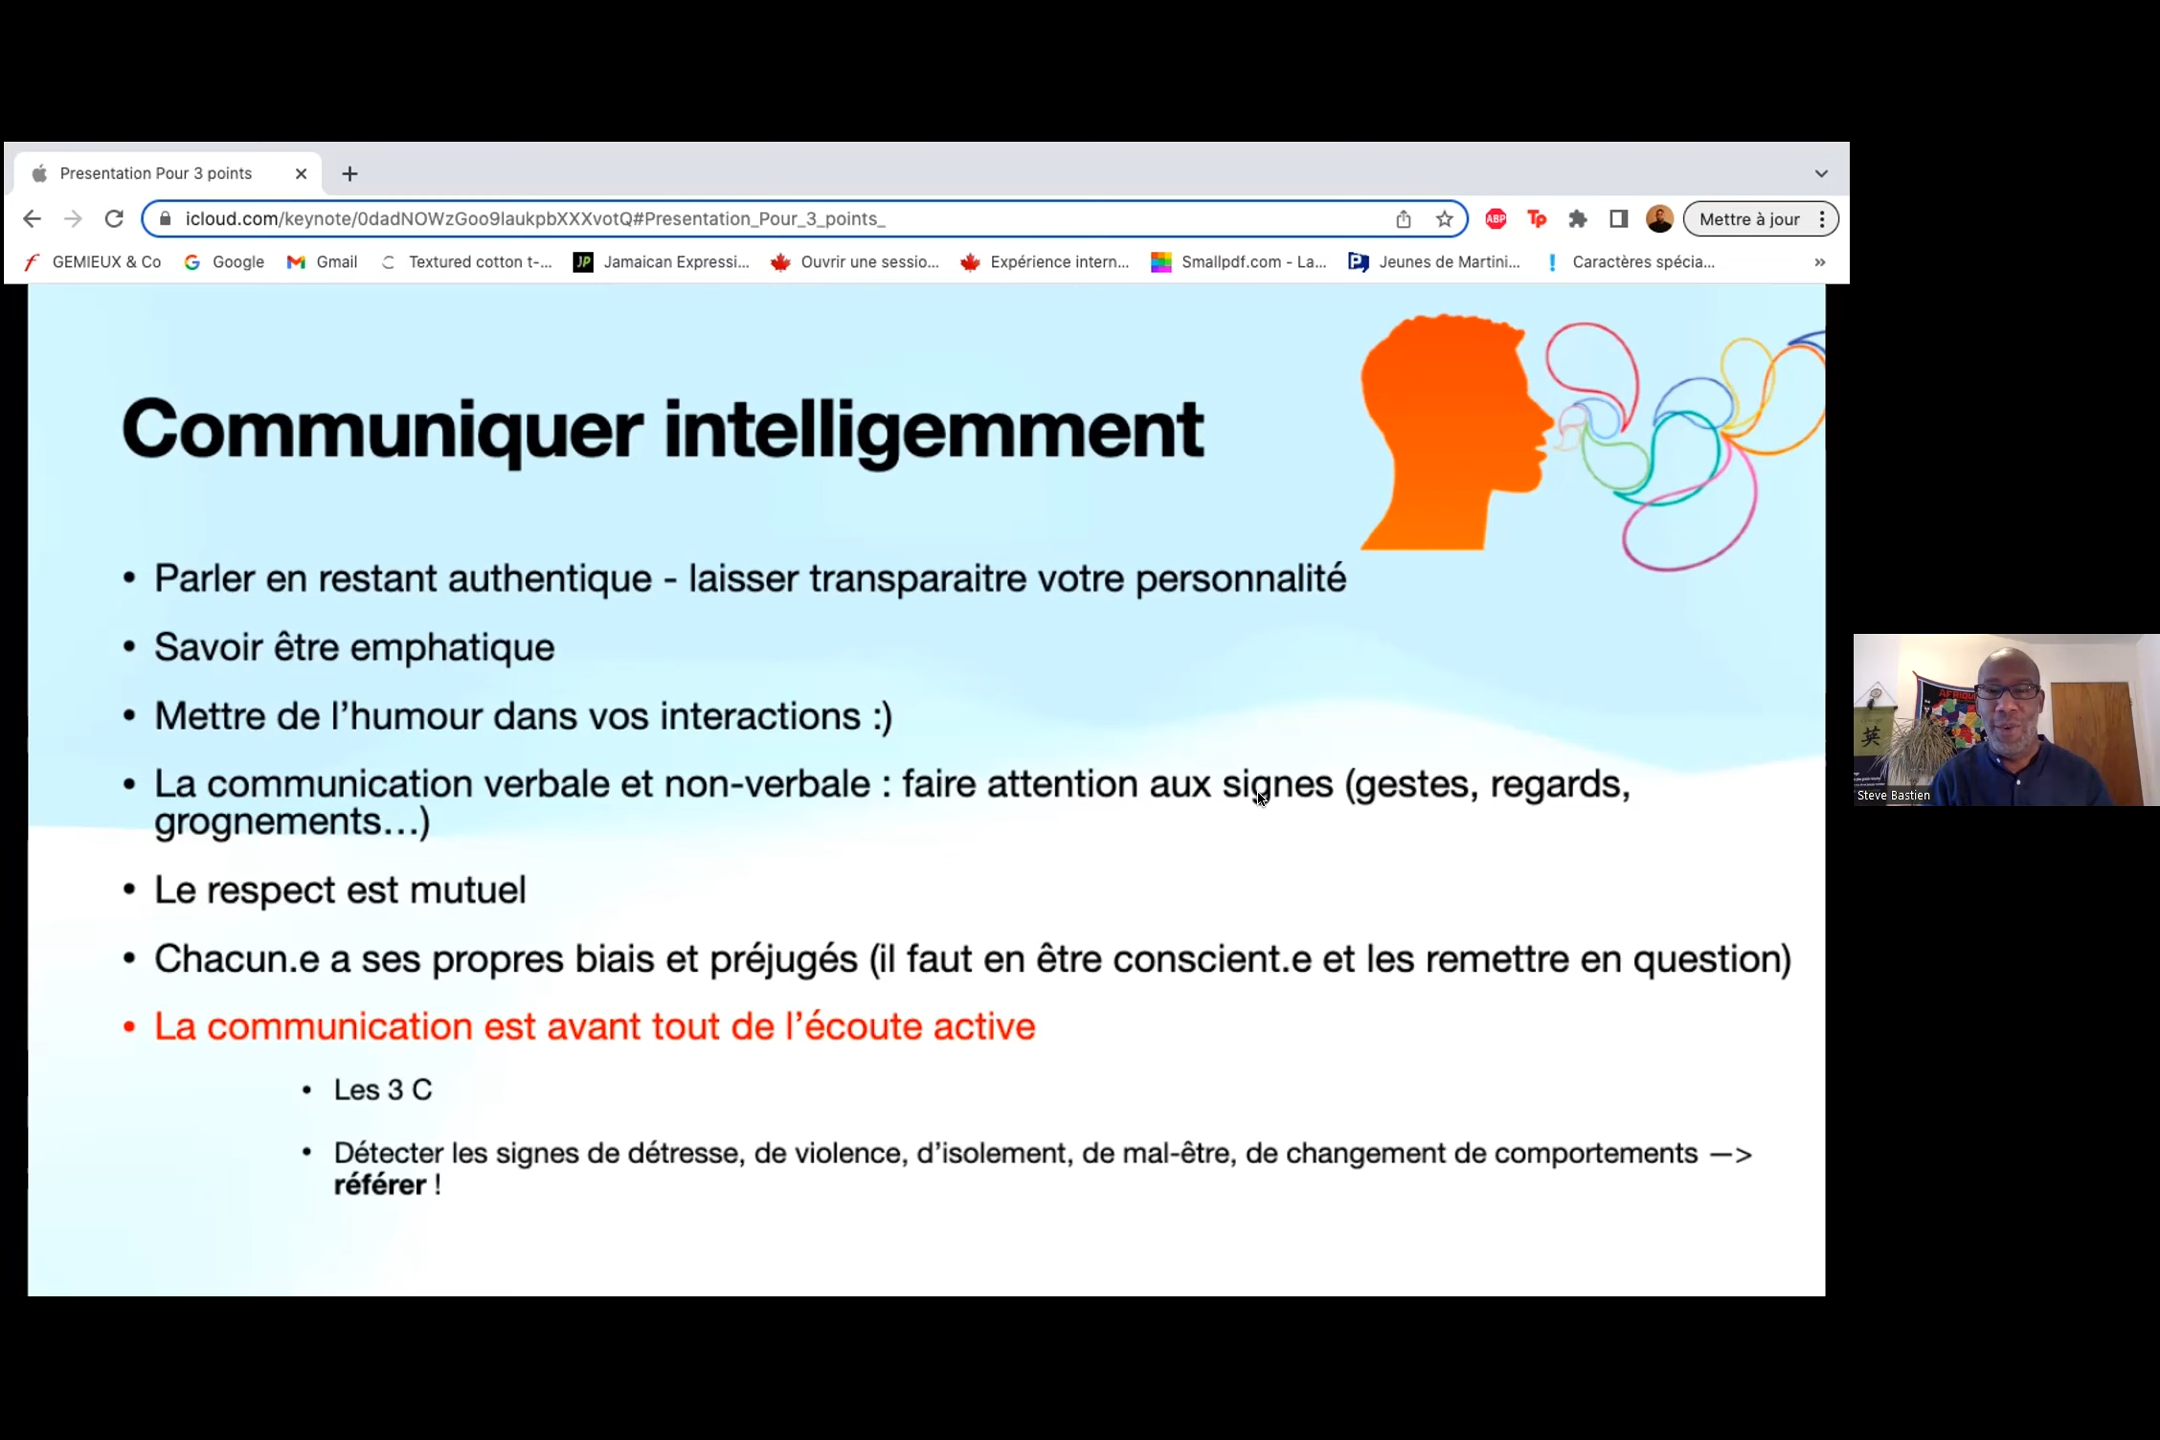 Presentation Pour 3 points
icloud.com/keynote/0dadNOWzGoo9IaukpbXXXvotQ#Presentation_Pour_3_points_
ABP
Tp
Mettre à jour
GEMIEUX & Co
Google
Gmail
Textured cotton t-...
JP
Jamaican Expressi...
Ouvrir une sessio...
Expérience intern...
Smallpdf.com - La...
Jeunes de Martini...
Caractères spécia...
»
Communiquer intelligemment
• Parler en restant authentique - laisser transparaitre votre personnalité
• Savoir être emphatique
• Mettre de l’humour dans vos interactions :)
• La communication verbale et non-verbale : faire attention aux signes (gestes, regards,
grognements…)
• Le respect est mutuel
• Chacun.e a ses propres biais et préjugés (il faut en être conscient.e et les remettre en question)
• La communication est avant tout de l’écoute active
• Les 3 C
• Détecter les signes de détresse, de violence, d’isolement, de mal-être, de changement de comportements —>
référer !
英
Steve Bastien